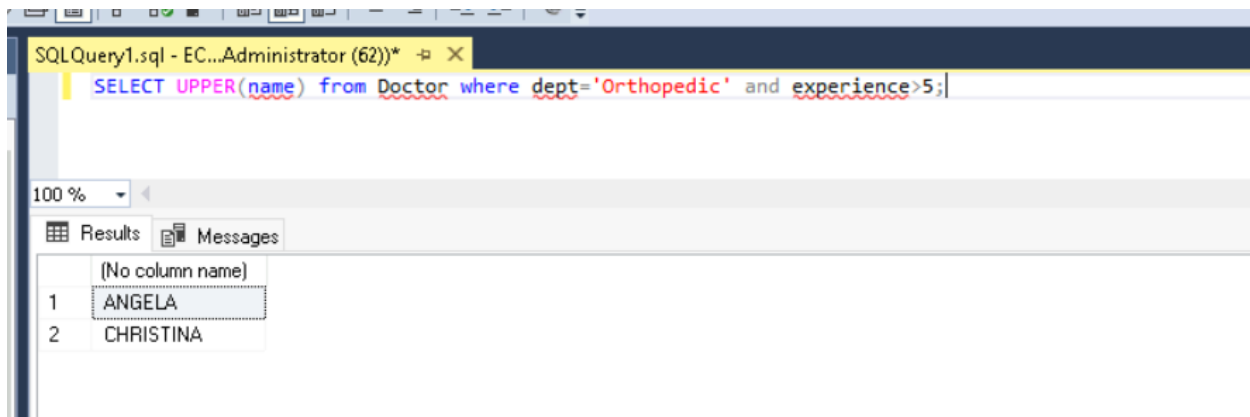 SQLQuery1.sql - EC...Administrator (62))*
SELECT UPPER(name) from Doctor where dept='Orthopedic' and experience>5;
100 %
Results Messages
(No column name)
1 ANGELA
2 CHRISTINA